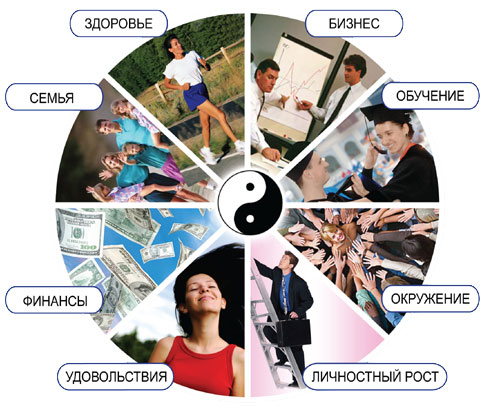 ЗДОРОВЬЕ
БИЗНЕС
СЕМЬЯ
ОБУЧЕНИЕ
ФИНАНСЫ
ОКРУЖЕНИЕ
УДОВОЛЬСТВИЯ
ЛИЧНОСТНЫЙ РОСТ